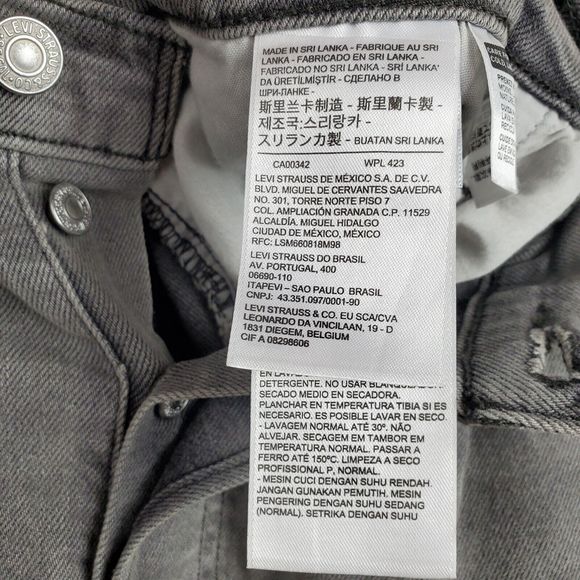 LEVI STRAUSS & CO
MADE IN SRI LANKA - FABRIQUE AU SRI
LANKA - FABRICADO EN SRI LANKA -
FABRICADO NO SRI LANKA - SRİ LANKA'
DA ÜRETİLMİŞTİR - СДЕЛАНО В
ШРИ-ЛАНКЕ -
斯里兰卡制造 - 斯里蘭卡製 -
제조국:스리랑카 -
スリランカ製 - BUATAN SRI LANKA
CA00342 WPL 423
LEVI STRAUSS DE MÉXICO S.A. DE C.V.
BLVD. MIGUEL DE CERVANTES SAAVEDRA
NO. 301, TORRE NORTE PISO 7
COL. AMPLIACIÓN GRANADA C.P. 11529
ALCALDÍA. MIGUEL HIDALGO
CIUDAD DE MÉXICO, MÉXICO
RFC: LSM660818M98
LEVI STRAUSS DO BRASIL
AV. PORTUGAL, 400
06690-110
ITAPEVI – SAO PAULO BRASIL
CNPJ: 43.351.097/0001-90
LEVI STRAUSS & CO. EU SCA/CVA
LEONARDO DA VINCILAAN, 19 - D
1831 DIEGEM, BELGIUM
CIF A 08298606
DETERGENTE. NO USAR BLANQUEADOR.
SECADO MEDIO EN SECADORA.
PLANCHAR EN TEMPERATURA TIBIA SI ES
NECESARIO. ES POSIBLE LAVAR EN SECO.
- LAVAGEM NORMAL ATÉ 30°. NÃO
ALVEJAR. SECAGEM EM TAMBOR EM
TEMPERATURA NORMAL. PASSAR A
FERRO ATÉ 150ºC. LIMPEZA A SECO
PROFISSIONAL P, NORMAL.
- MESIN CUCI DENGAN SUHU RENDAH.
JANGAN GUNAKAN PEMUTIH. MESIN
PENGERING DENGAN SUHU SEDANG
(NORMAL). SETRIKA DENGAN SUHU